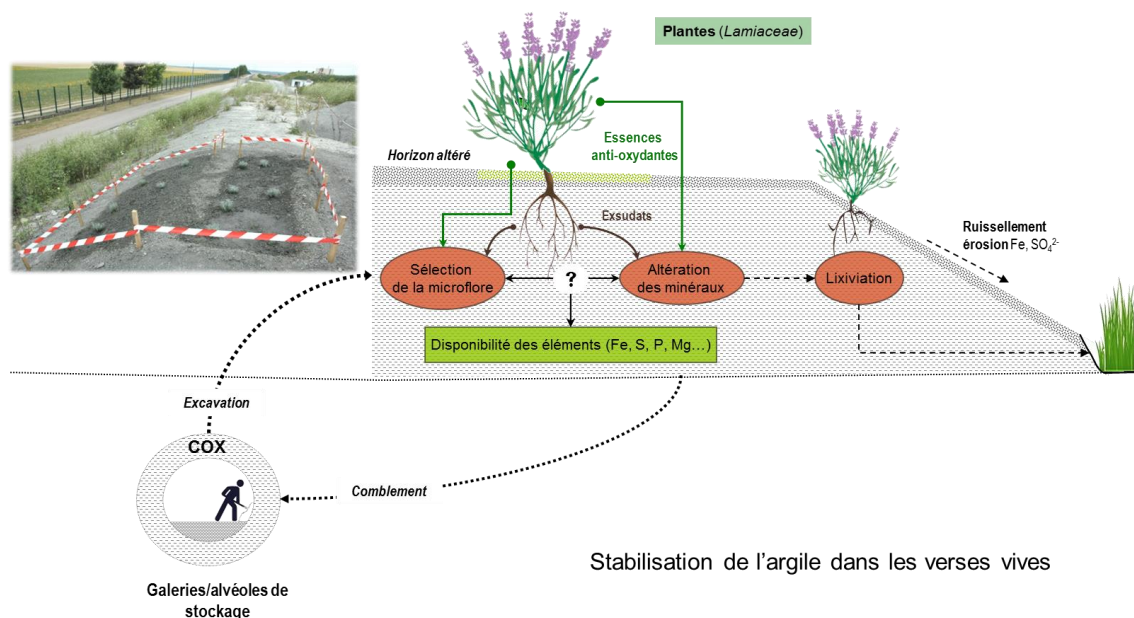 Plantes (Lamiaceae)
Essences
anti-oxydantes
Horizon altéré
Exsudats
Ruissellement
érosion Fe, SO₄²⁻
Sélection
de la microflore
?
Altération
des minéraux
Lixiviation
Disponibilité des éléments (Fe, S, P, Mg…)
Excavation
COX
Comblement
Stabilisation de l’argile dans les verses vives
Galeries/alvéoles de
stockage